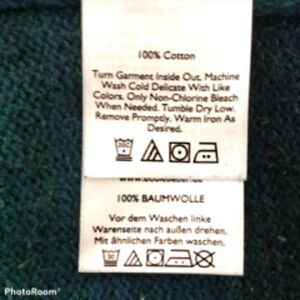 100% Cotton
Turn Garment Inside Out. Machine
Wash Cold Delicate With Like
Colors. Only Non-Chlorine Bleach
When Needed. Tumble Dry Low.
Remove Promptly. Warm Iron As
Desired.
30
100% BAUMWOLLE
Vor dem Waschen linke
Warenseite nach außen drehen.
Mit ähnlichen Farben waschen.
30
PhotoRoom